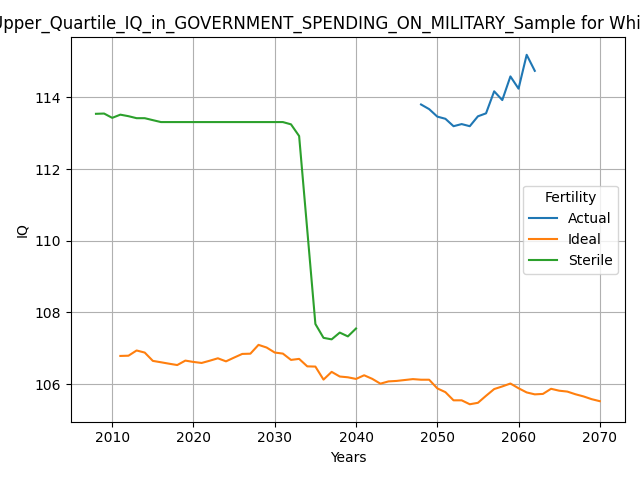 Upper_Quartile_IQ_in_GOVERNMENT_SPENDING_ON_MILITARY_Sample for Whi
114
112
110
108
106
IQ
Fertility
Actual
Ideal
Sterile
2010 2020 2030 2040 2050 2060 2070
Years